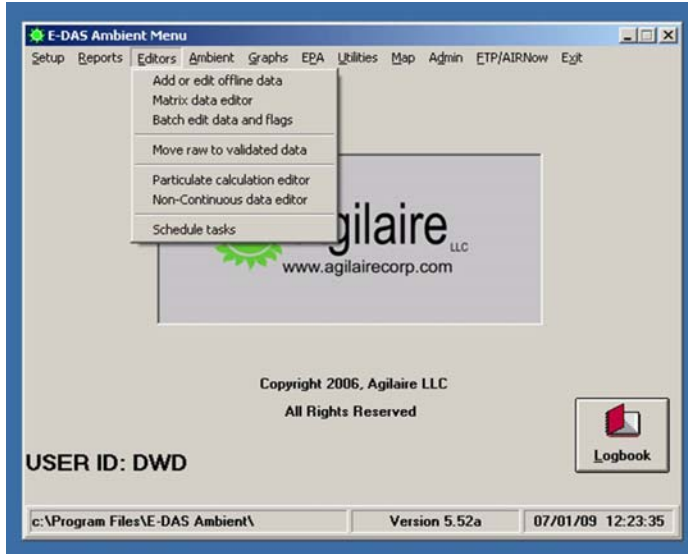 E-DAS Ambient Menu
Setup Reports Editors Ambient Graphs EPA Utilities Map Admin FTP/AIRNow Exit
Add or edit offline data
Matrix data editor
Batch edit data and flags
Move raw to validated data
Particulate calculation editor
Non-Continuous data editor
Schedule tasks
gilaire LLC
www.agilairecorp.com
Copyright 2006, Agilaire LLC
All Rights Reserved
Logbook
USER ID: DWD
c:\Program Files\E-DAS Ambient\ Version 5.52a 07/01/09 12:23:35